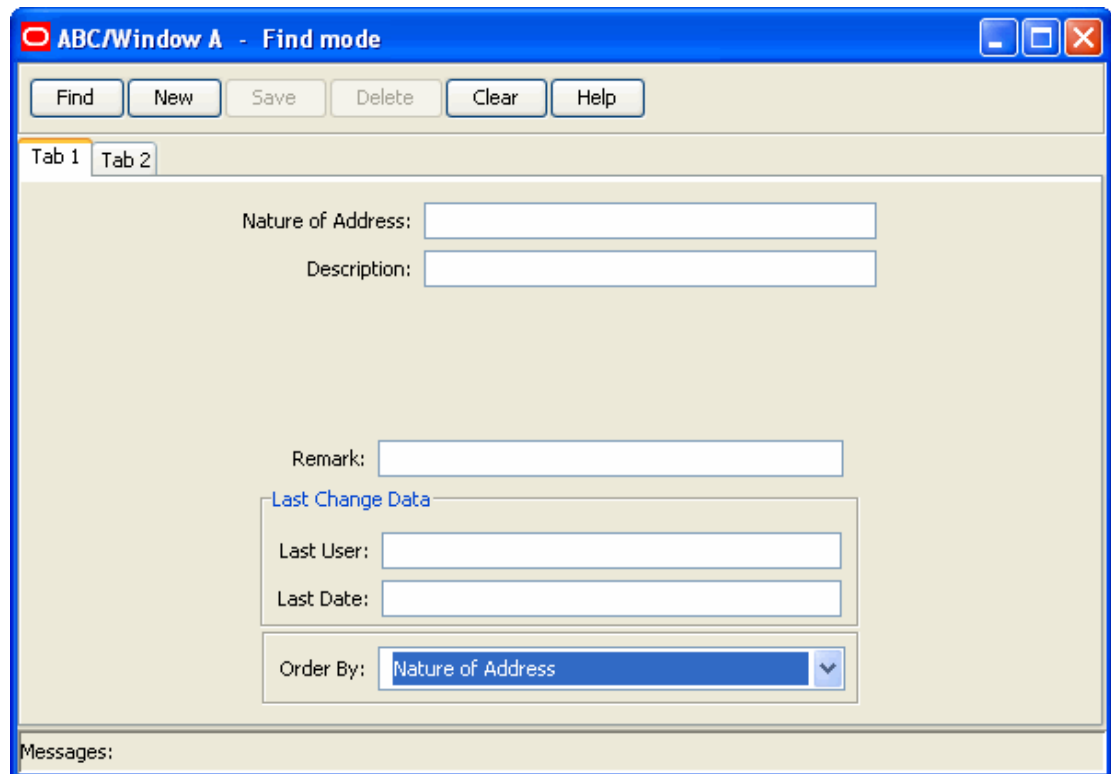 ABC/Window A - Find mode
Find New Save Delete Clear Help
Tab 1 Tab 2
Nature of Address:
Description:
Remark:
Last Change Data
Last User:
Last Date:
Order By: Nature of Address
Messages: